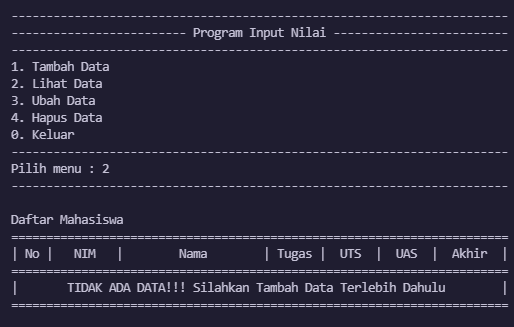 -----------------------------------------------------------------------
------------------------- Program Input Nilai -------------------------
-----------------------------------------------------------------------
1. Tambah Data
2. Lihat Data
3. Ubah Data
4. Hapus Data
0. Keluar
-----------------------------------------------------------------------
Pilih menu : 2
-----------------------------------------------------------------------
Daftar Mahasiswa
=======================================================================
| No |   NIM   |        Nama        | Tugas |  UTS  |  UAS  |  Akhir  |
=======================================================================
|       TIDAK ADA DATA!!! Silahkan Tambah Data Terlebih Dahulu        |
=======================================================================